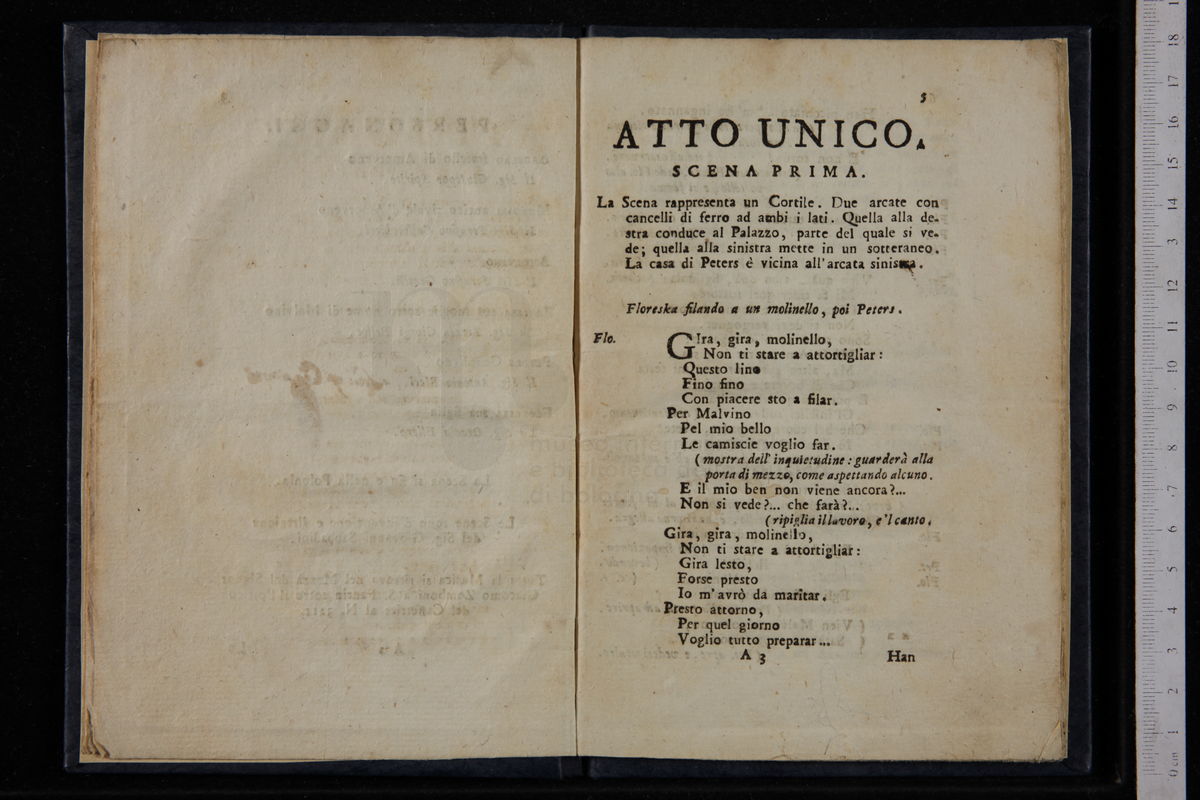 5
ATTO UNICO.
SCENA PRIMA.
La Scena rappresenta un Cortile. Due arcate con
cancelli di ferro ad ambi i lati. Quella alla de-
stra conduce al Palazzo, parte del quale si ve-
de; quella alla sinistra mette in un sotteraneo.
La casa di Peters è vicina all'arcata sinistra.
Floreska filando a un molinello, poi Peters.
Flo. GIra, gira, molinello,
Non ti stare a attortigliar:
Questo lino
Fino fino
Con piacere sto a filar.
Per Malvino
Pel mio bello
Le camiscie voglio far.
(mostra dell' inquietudine: guarderà alla
porta di mezzo, come aspettando alcuno.
E il mio ben non viene ancora?...
Non si vede?... che farà?...
(ripiglia il lavoro, e 'l canto.
Gira, gira, molinello,
Non ti stare a attortigliar:
Gira lesto,
Forse presto
Io m'avrò da maritar.
Presto attorno,
Per quel giorno
Voglio tutto preparar...
A 3 Han